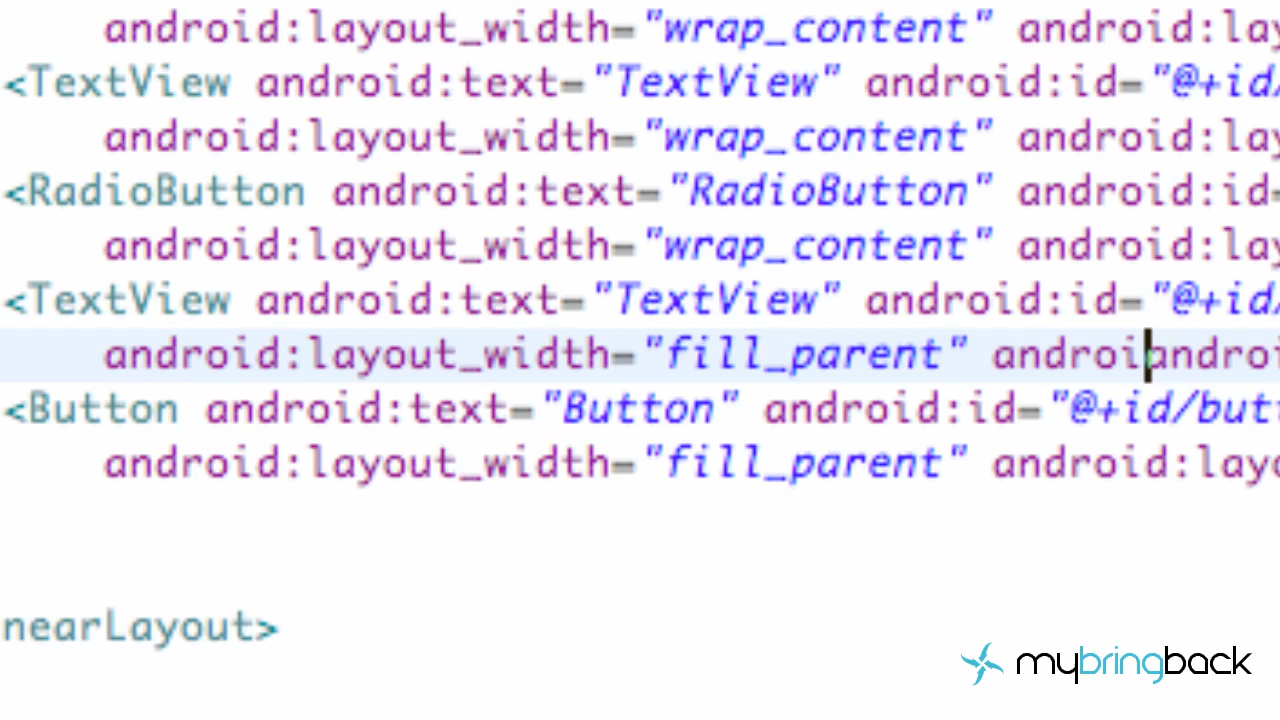 android:layout_width="wrap_content" android:lay
<TextView android:text="TextView" android:id="@+id/
android:layout_width="wrap_content" android:lay
<RadioButton android:text="RadioButton" android:id=
android:layout_width="wrap_content" android:lay
<TextView android:text="TextView" android:id="@+id/
android:layout_width="fill_parent" androiandroi
<Button android:text="Button" android:id="@+id/butt
android:layout_width="fill_parent" android:layo
nearLayout>
mybringback